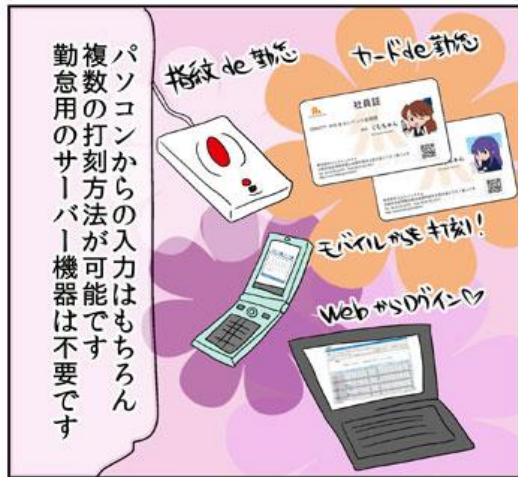 カードde勤怠
指紋de勤怠
社員証
モバイルからも打刻!
Webからログイン♡
パソコンからの入力はもちろん
複数の打刻方法が可能です
勤怠用のサーバー機器は不要です